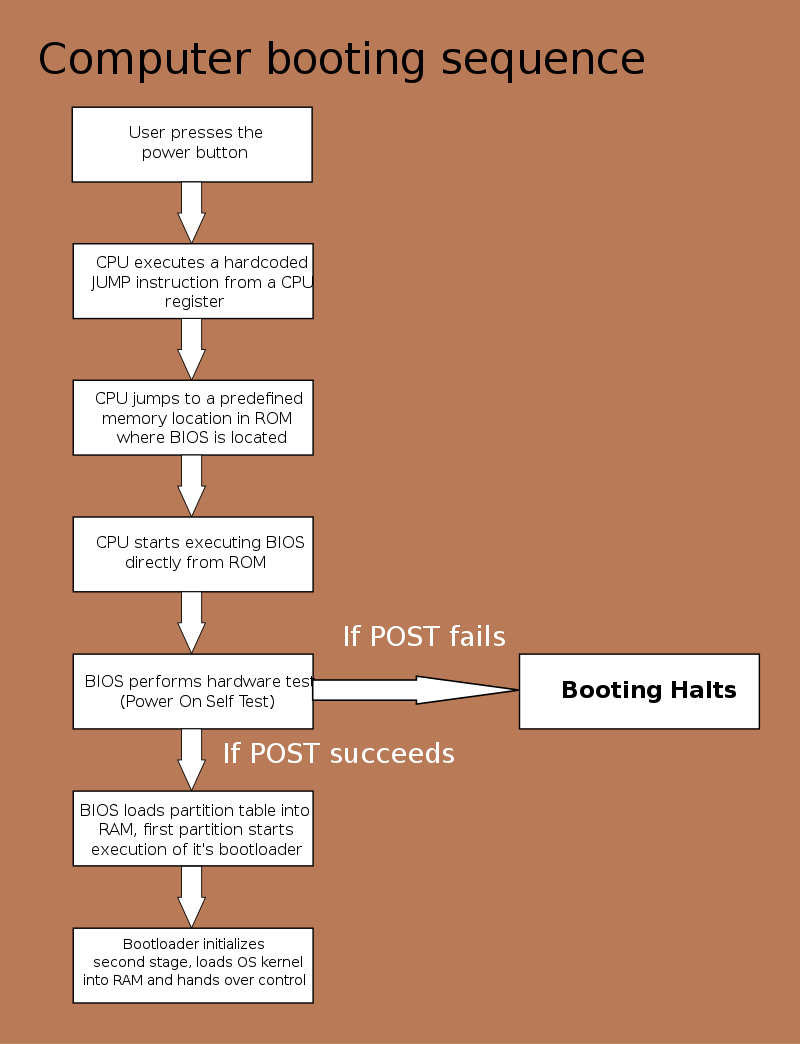 Computer booting sequence
User presses the
power button
CPU executes a hardcoded
JUMP instruction from a CPU
register
CPU jumps to a predefined
memory location in ROM
where BIOS is located
CPU starts executing BIOS
directly from ROM
If POST fails
BIOS performs hardware test
(Power On Self Test)
Booting Halts
If POST succeeds
BIOS loads partition table into
RAM, first partition starts
execution of it's bootloader
Bootloader initializes
second stage, loads OS kernel
into RAM and hands over control